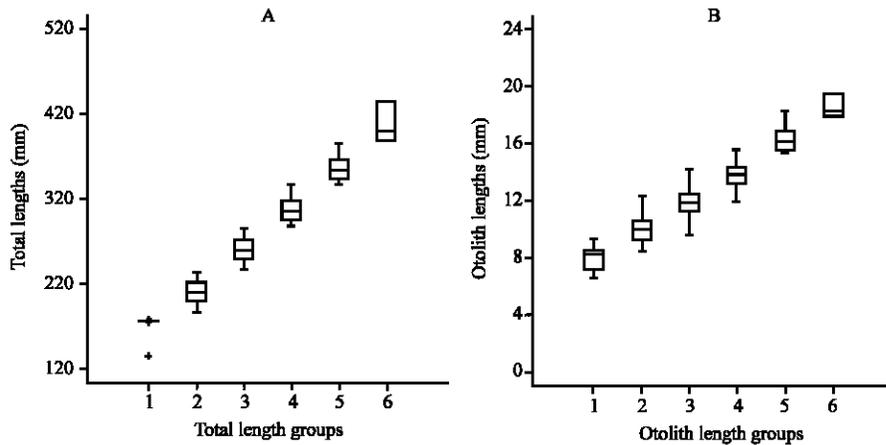 A
520
420
320
220
120
Total lengths (mm)
1 2 3 4 5 6
Total length groups
B
24
20
16
12
8
4
0
Otolith lengths (mm)
1 2 3 4 5 6
Otolith length groups